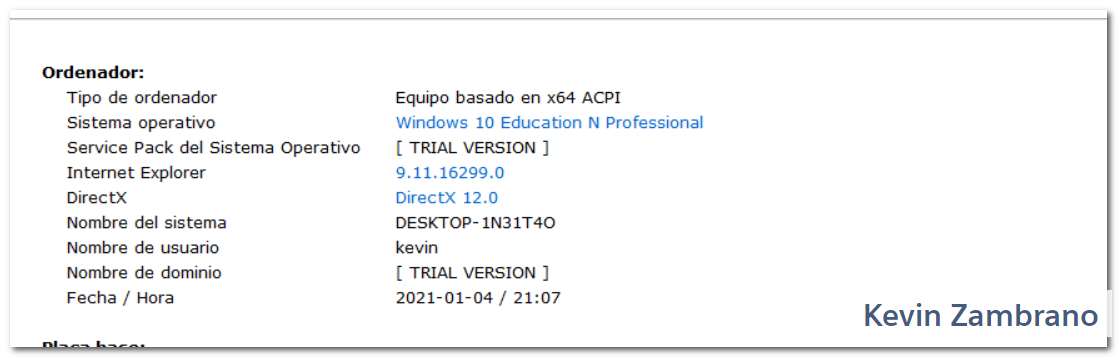 Ordenador:
Tipo de ordenador Equipo basado en x64 ACPI
Sistema operativo Windows 10 Education N Professional
Service Pack del Sistema Operativo [ TRIAL VERSION ]
Internet Explorer 9.11.16299.0
DirectX DirectX 12.0
Nombre del sistema DESKTOP-1N31T4O
Nombre de usuario kevin
Nombre de dominio [ TRIAL VERSION ]
Fecha / Hora 2021-01-04 / 21:07
Kevin Zambrano
Placa base: